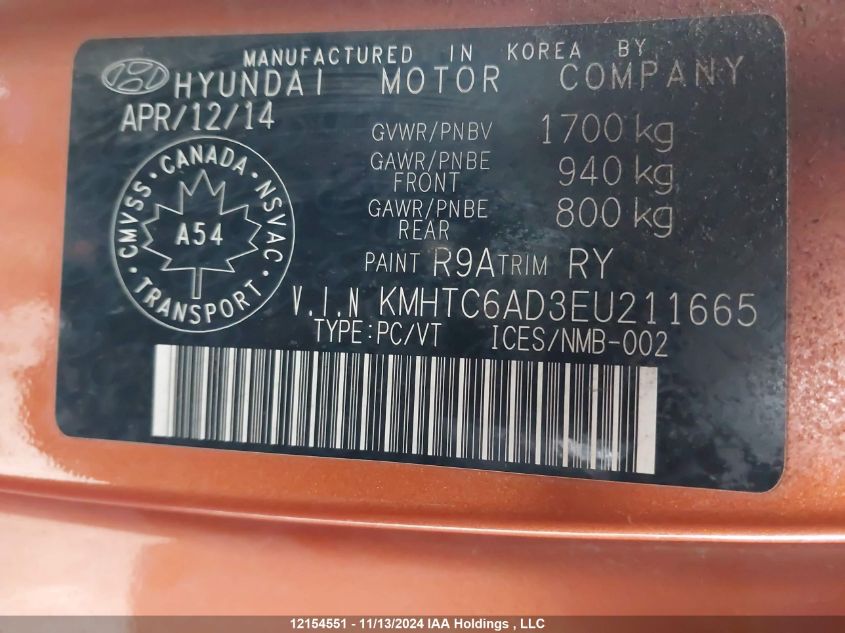 MANUFACTURED IN KOREA BY
HYUNDAI MOTOR COMPANY
APR/12/14
GVWR/PNBV 1700 kg
GAWR/PNBE FRONT 940 kg
GAWR/PNBE REAR 800 kg
CMVSS • CANADA • NSVAC
A54
TRANSPORT
PAINT R9A TRIM RY
V.I.N KMHTC6AD3EU211665
TYPE:PC/VT ICES/NMB-002
12154551 - 11/13/2024 IAA Holdings , LLC